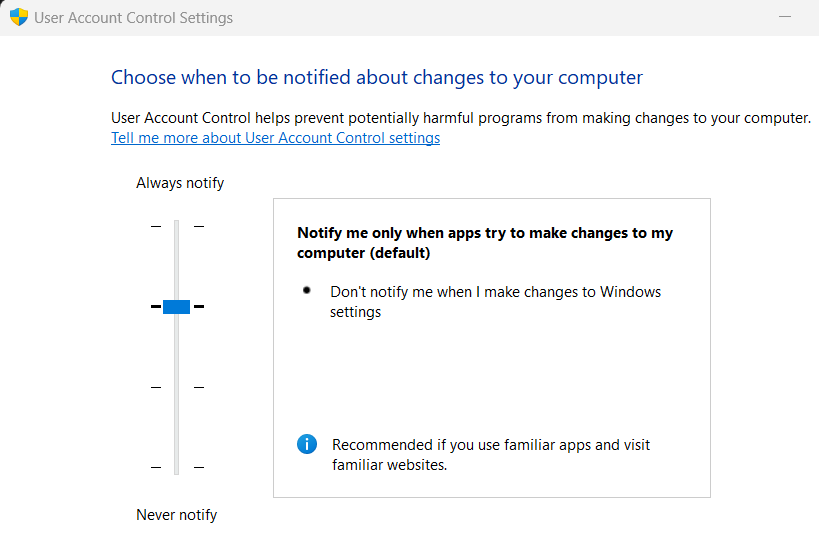 User Account Control Settings
Choose when to be notified about changes to your computer
User Account Control helps prevent potentially harmful programs from making changes to your computer.
Tell me more about User Account Control settings
Always notify
Notify me only when apps try to make changes to my
computer (default)
Don't notify me when I make changes to Windows
settings
Recommended if you use familiar apps and visit
familiar websites.
Never notify